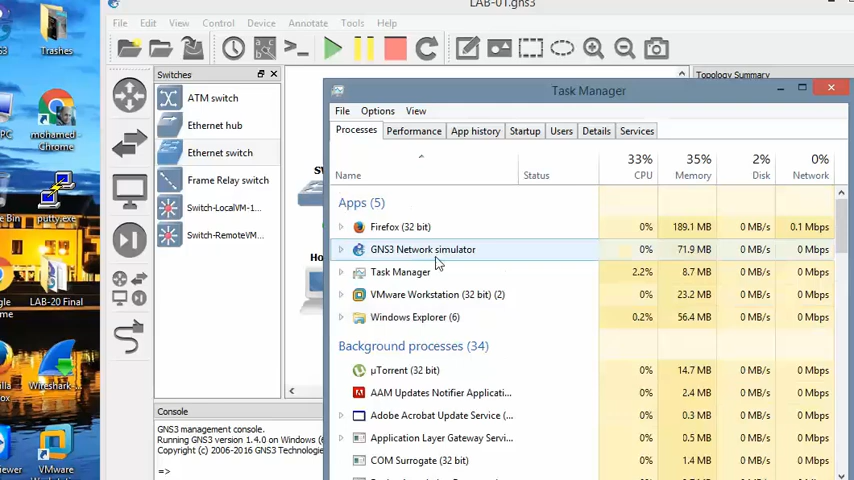 LAB-01.gns3
File Edit View Control Device Annotate Tools Help
Trashes
PC
mohamed -
Chrome
putty.exe
LAB-20 Final
Wireshark-...
VMware
Workstation
Switches
ATM switch
Ethernet hub
Ethernet switch
Frame Relay switch
Switch-LocalVM-1...
Switch-RemoteVM...
Topology Summary
Console
GNS3 management console.
Running GNS3 version 1.4.0 on Windows (
Copyright (c) 2006-2016 GNS3 Technologie
=>
Task Manager
File Options View
Processes Performance App history Startup Users Details Services
33% 35% 2% 0%
Name Status CPU Memory Disk Network
Apps (5)
Firefox (32 bit) 0% 189.1 MB 0 MB/s 0.1 Mbps
GNS3 Network simulator 0% 71.9 MB 0 MB/s 0 Mbps
Task Manager 2.2% 8.7 MB 0 MB/s 0 Mbps
VMware Workstation (32 bit) (2) 0% 23.2 MB 0 MB/s 0 Mbps
Windows Explorer (6) 0.2% 56.4 MB 0 MB/s 0 Mbps
Background processes (34)
µTorrent (32 bit) 0% 14.7 MB 0 MB/s 0 Mbps
AAM Updates Notifier Applicati... 0% 2.4 MB 0 MB/s 0 Mbps
Adobe Acrobat Update Service (... 0% 0.3 MB 0 MB/s 0 Mbps
Application Layer Gateway Servi... 0% 0.5 MB 0 MB/s 0 Mbps
COM Surrogate (32 bit) 0% 1.4 MB 0 MB/s 0 Mbps